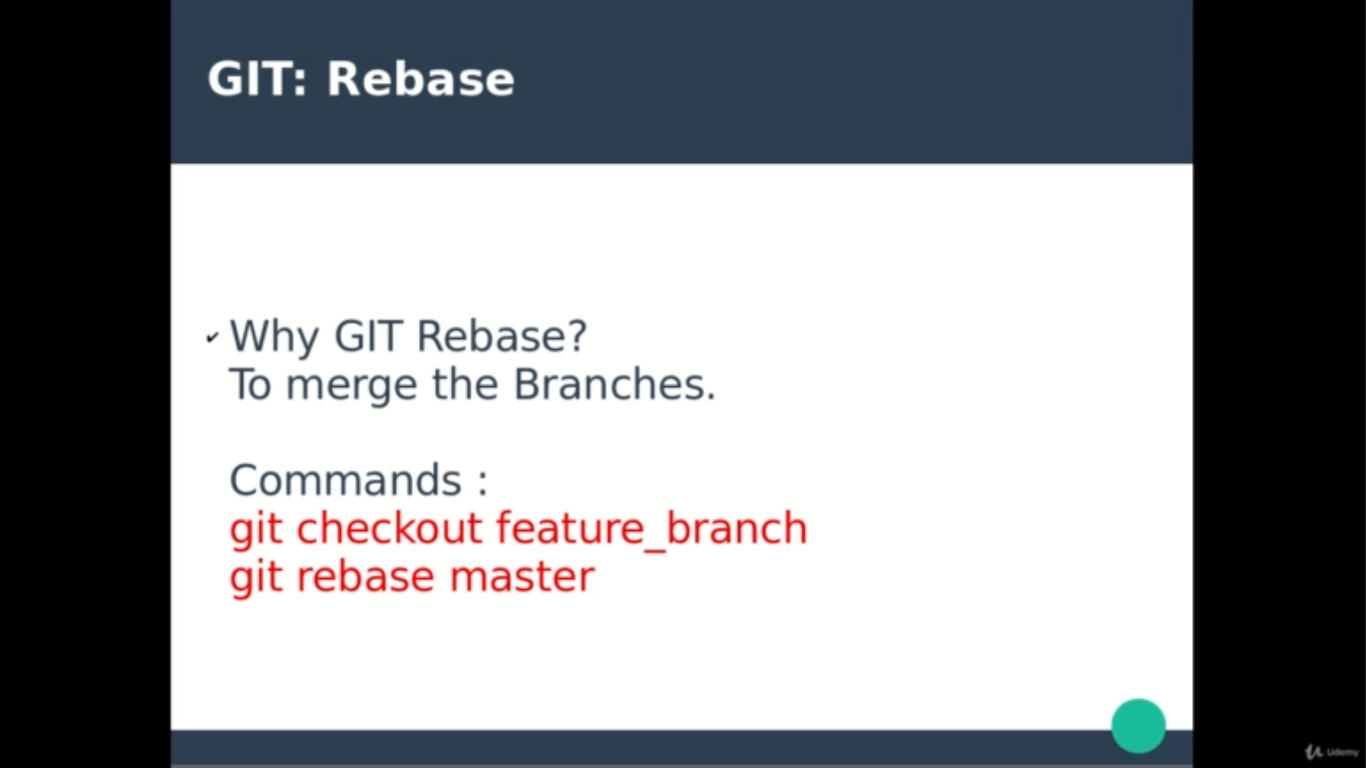 GIT: Rebase
Why GIT Rebase?
To merge the Branches.
Commands :
git checkout feature_branch
git rebase master
Udemy